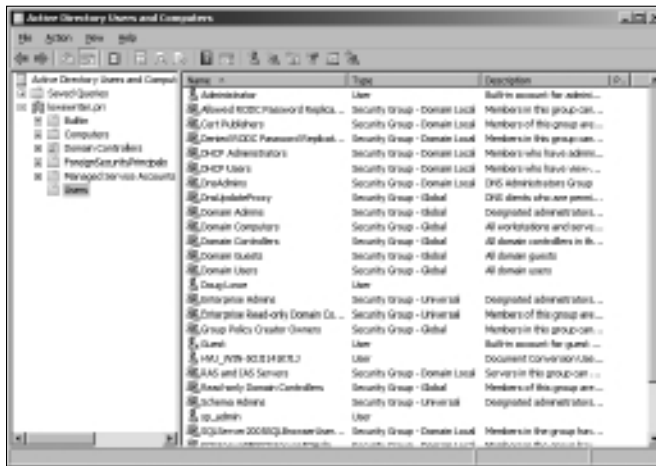 Active Directory Users and Computers
File Action View Help
Active Directory Users and Comput
Saved Queries
lowewriter.pri
Builtin
Computers
Domain Controllers
ForeignSecurityPrincipals
Managed Service Accounts
Users
Name Type Description
Administrator User Built-in account for admini...
Allowed RODC Password Replica... Security Group - Domain Local Members in this group can...
Cert Publishers Security Group - Domain Local Members of this group are...
Denied RODC Password Replicat... Security Group - Domain Local Members in this group can...
DHCP Administrators Security Group - Domain Local Members who have admini...
DHCP Users Security Group - Domain Local Members who have view-...
DnsAdmins Security Group - Domain Local DNS Administrators Group
DnsUpdateProxy Security Group - Global DNS clients who are permi...
Domain Admins Security Group - Global Designated administrators...
Domain Computers Security Group - Global All workstations and serve...
Domain Controllers Security Group - Global All domain controllers in th...
Domain Guests Security Group - Global All domain guests
Domain Users Security Group - Global All domain users
Doug Lowe User
Enterprise Admins Security Group - Universal Designated administrators...
Enterprise Read-only Domain Co... Security Group - Universal Members of this group are...
Group Policy Creator Owners Security Group - Global Members in this group can...
Guest User Built-in account for guest ...
User Document Conversion Use...
RAS and IAS Servers Security Group - Domain Local Servers in this group can ...
Read-only Domain Controllers Security Group - Global Members of this group are...
Schema Admins Security Group - Universal Designated administrators...
sp_admin User
Security Group - Domain Local Members in the group has...